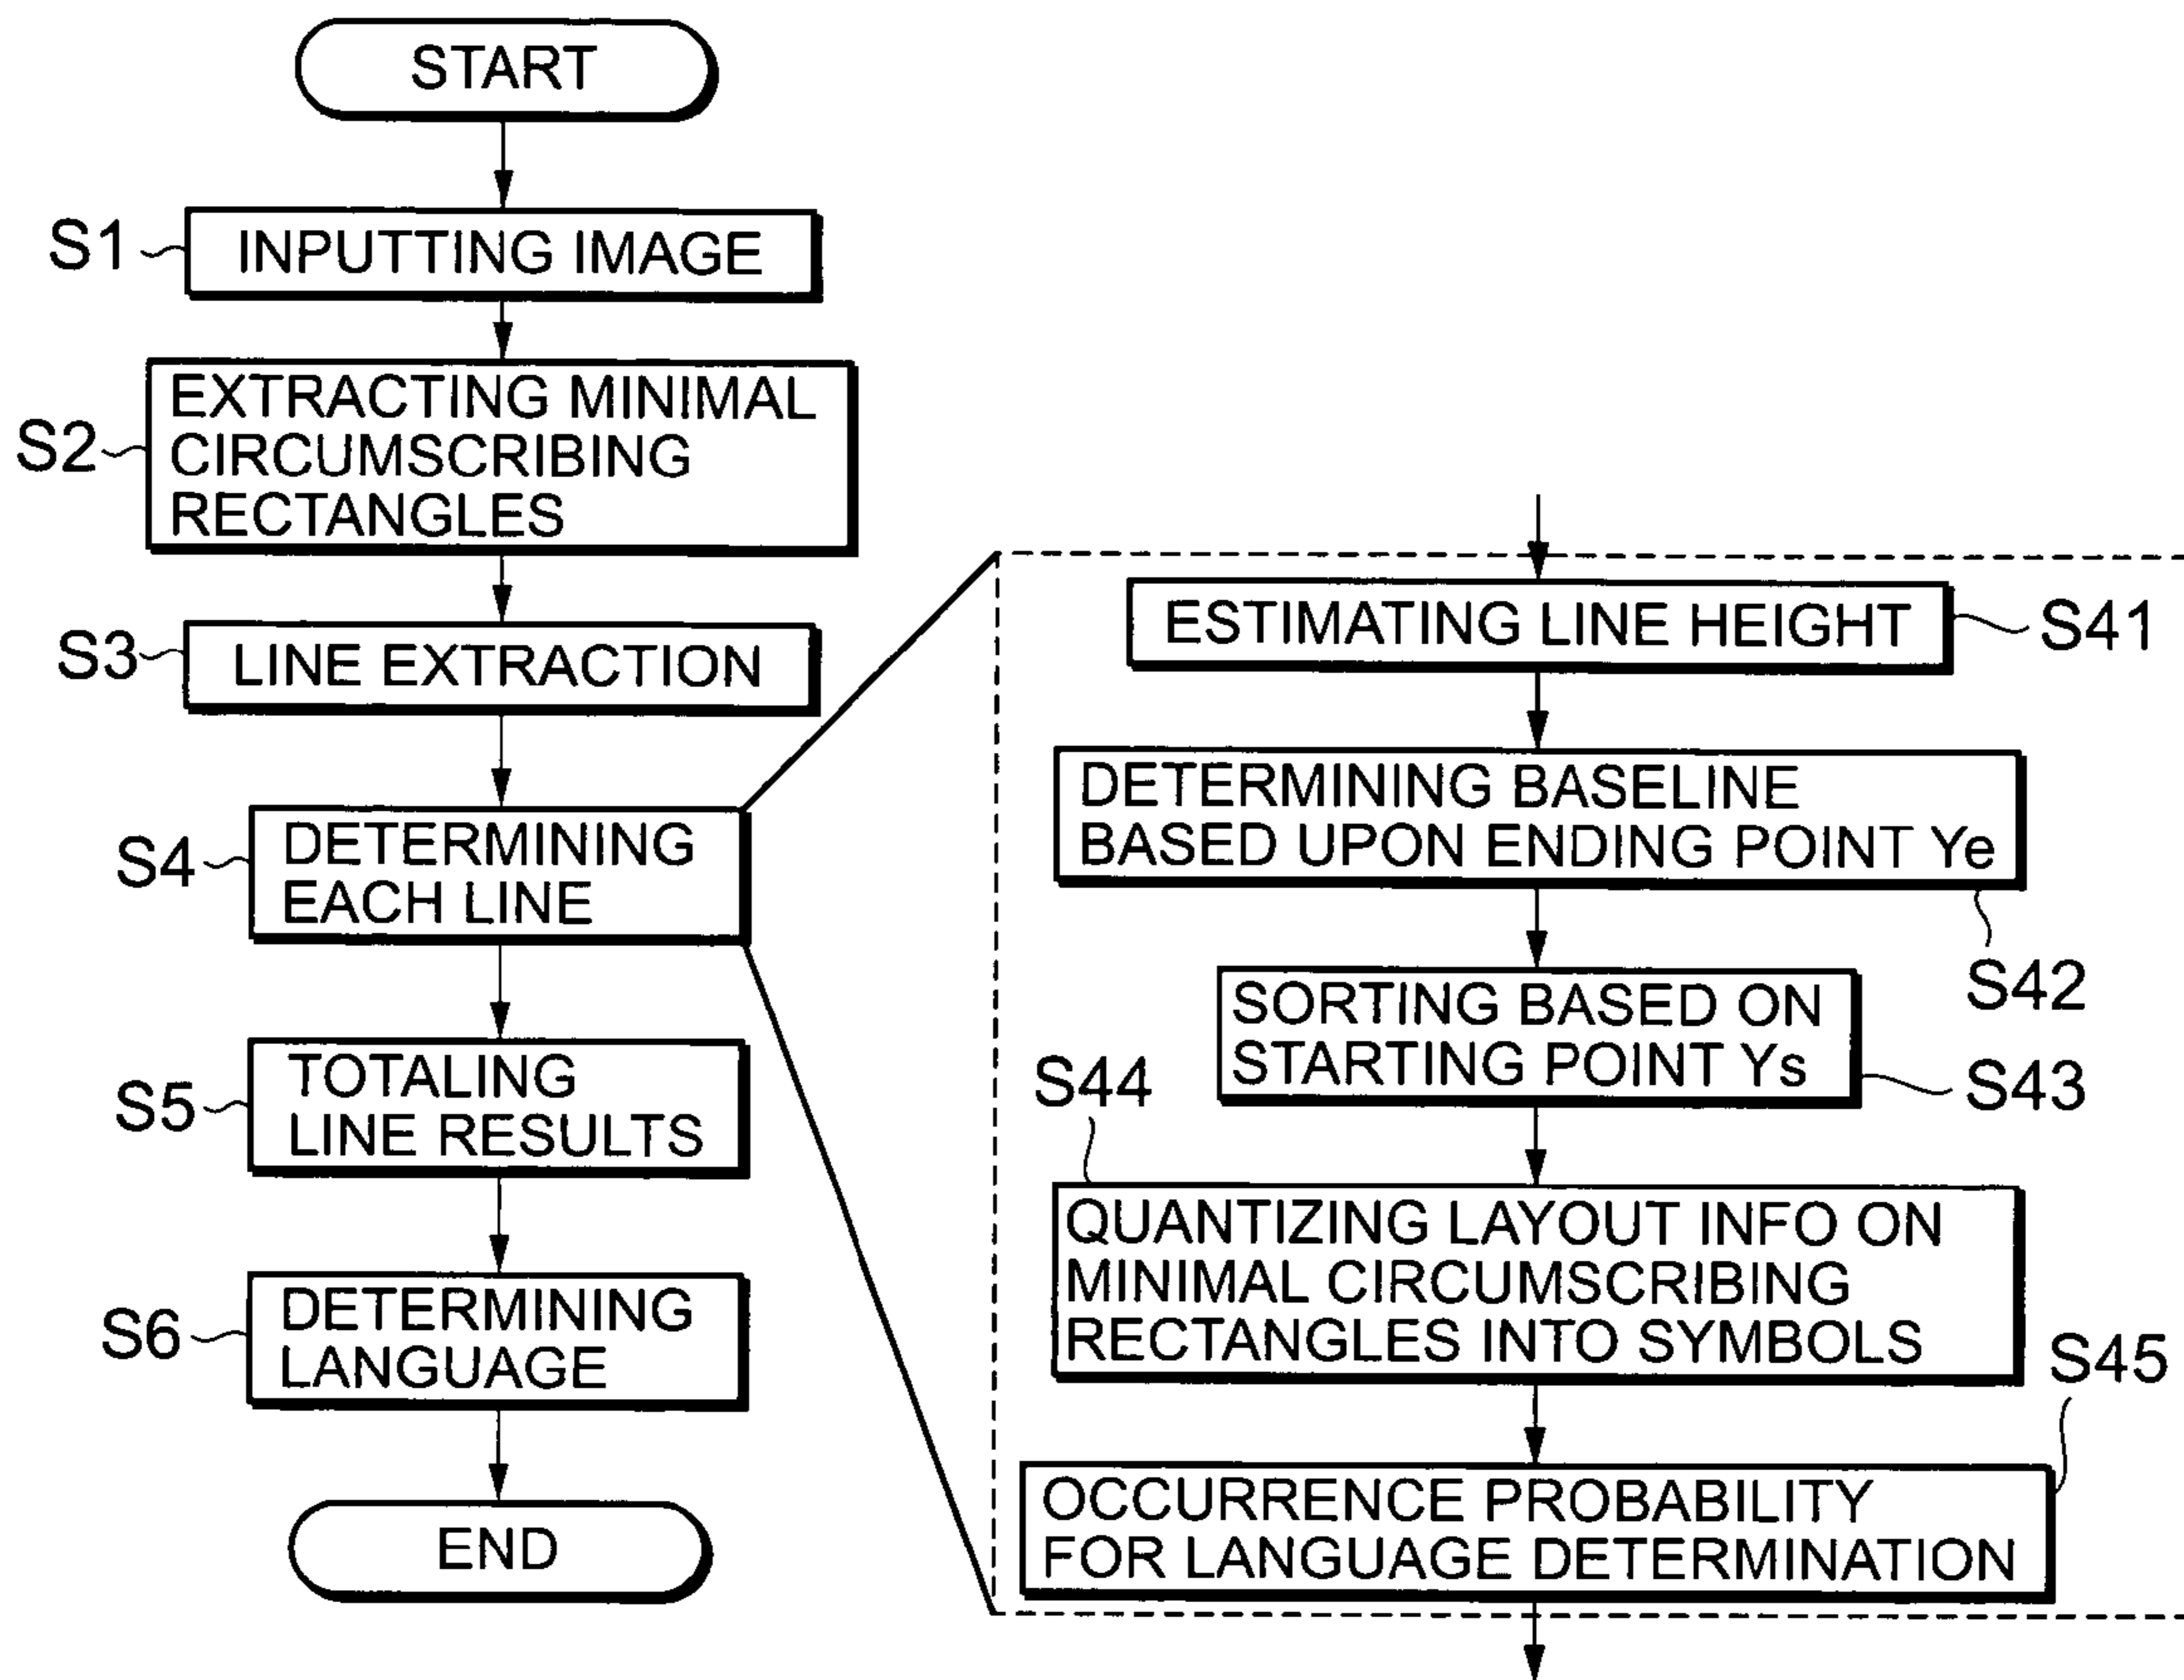 START
S1
INPUTTING IMAGE
S2
EXTRACTING MINIMAL
CIRCUMSCRIBING
RECTANGLES
S3
LINE EXTRACTION
S4
DETERMINING
EACH LINE
S5
TOTALING
LINE RESULTS
S6
DETERMINING
LANGUAGE
END
ESTIMATING LINE HEIGHT
S41
DETERMINING BASELINE
BASED UPON ENDING POINT Ye
S42
SORTING BASED ON
STARTING POINT Ys
S43
S44
QUANTIZING LAYOUT INFO ON
MINIMAL CIRCUMSCRIBING
RECTANGLES INTO SYMBOLS
S45
OCCURRENCE PROBABILITY
FOR LANGUAGE DETERMINATION